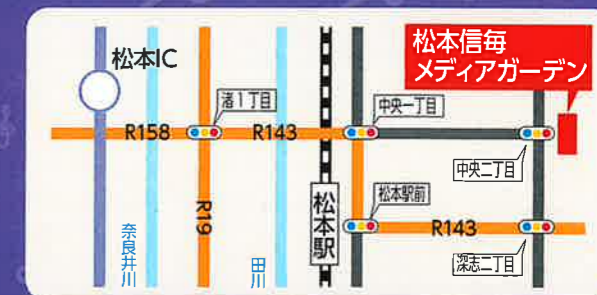 松本IC
松本信毎
メディアガーデン
渚1丁目
中央一丁目
R158
R143
中央二丁目
R19
松本駅
松本駅前
R143
奈良井川
田川
深志二丁目